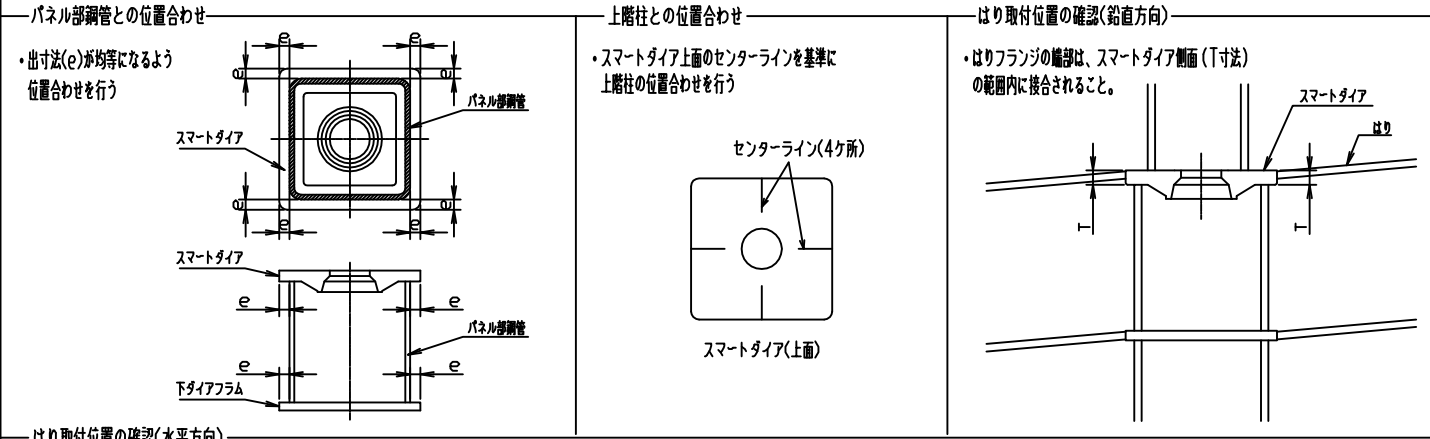 パネル部鋼管との位置合わせ
・出寸法(e)が均等になるよう
位置合わせを行う
e
e
e
e
パネル部鋼管
スマートダイア
e
e
e
e
スマートダイア
e
e
パネル部鋼管
e
e
下ダイアフラム
上階柱との位置合わせ
・スマートダイア上面のセンターラインを基準に
上階柱の位置合わせを行う
センターライン(4ケ所)
スマートダイア(上面)
はり取付位置の確認(鉛直方向)
・はりフランジの端部は、スマートダイア側面(T寸法)
の範囲内に接合されること。
スマートダイア
はり
T
T
はり取付位置の確認(水平方向)